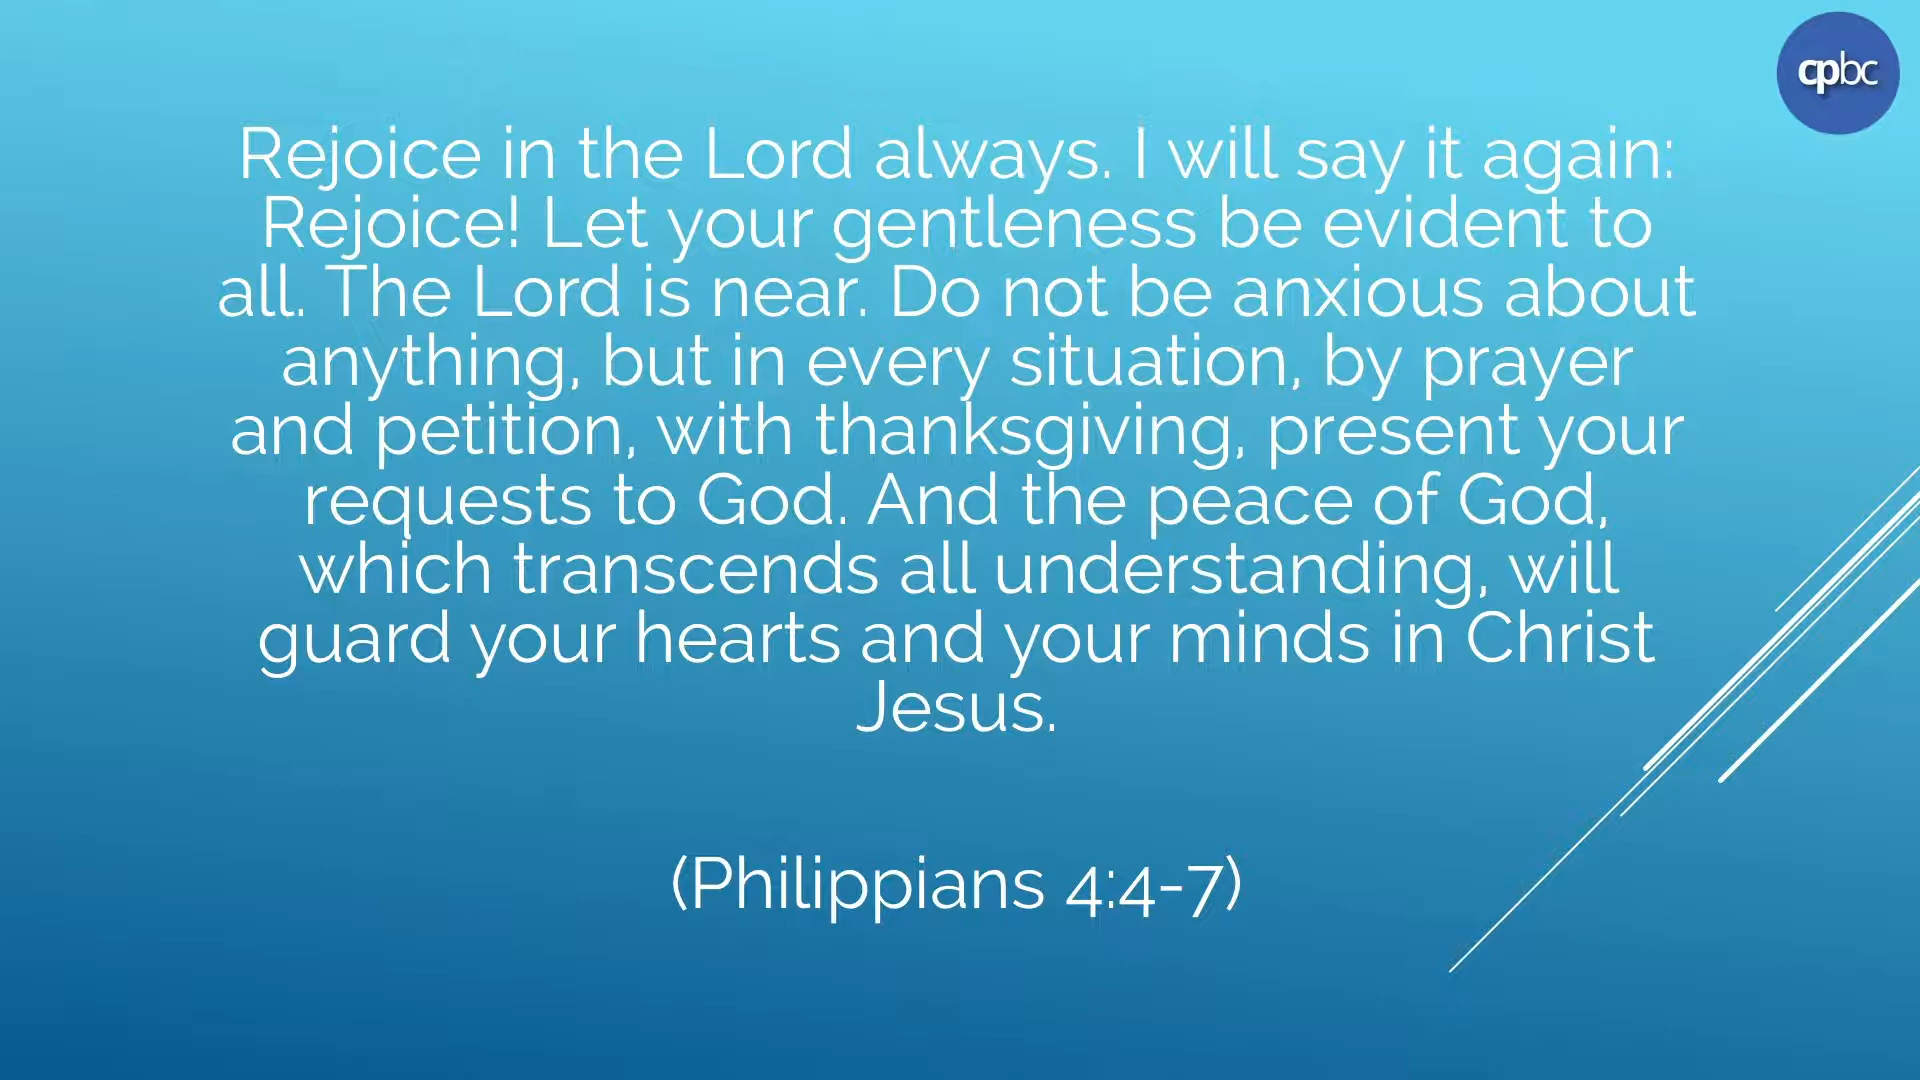 cpbc
Rejoice in the Lord always. I will say it again:
Rejoice! Let your gentleness be evident to
all. The Lord is near. Do not be anxious about
anything, but in every situation, by prayer
and petition, with thanksgiving, present your
requests to God. And the peace of God,
which transcends all understanding, will
guard your hearts and your minds in Christ
Jesus.
(Philippians 4:4-7)